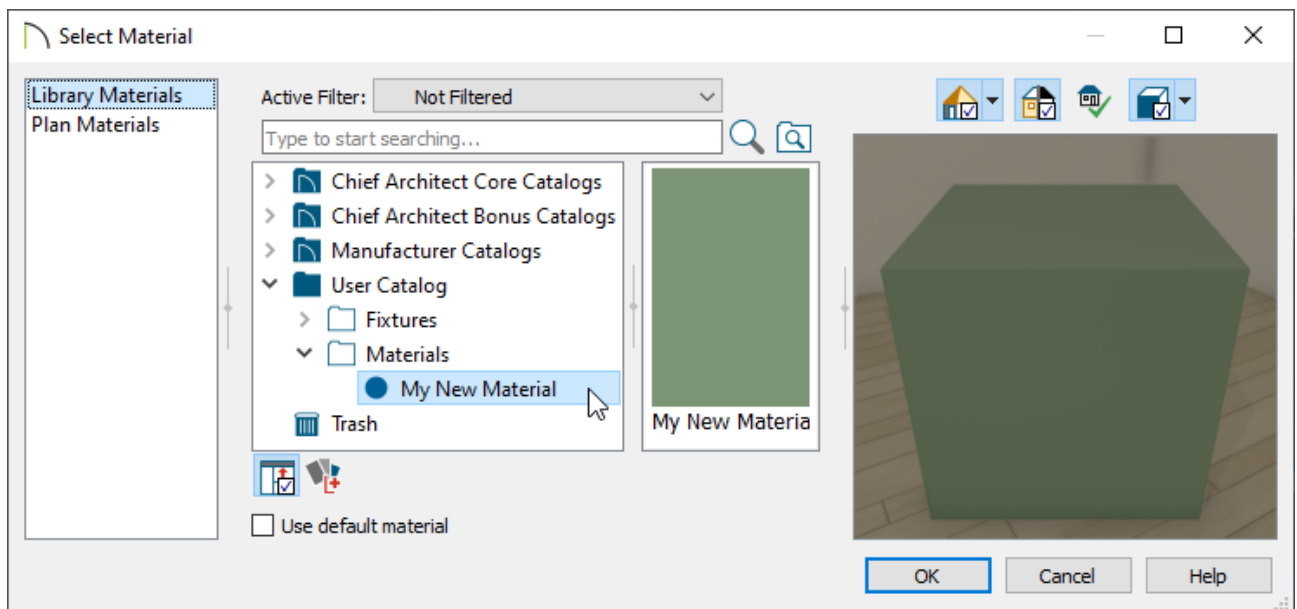 Select Material
Library Materials
Plan Materials
Active Filter: Not Filtered
Type to start searching...
Chief Architect Core Catalogs
Chief Architect Bonus Catalogs
Manufacturer Catalogs
User Catalog
Fixtures
Materials
My New Material
Trash
My New Materia
Use default material
OK Cancel Help